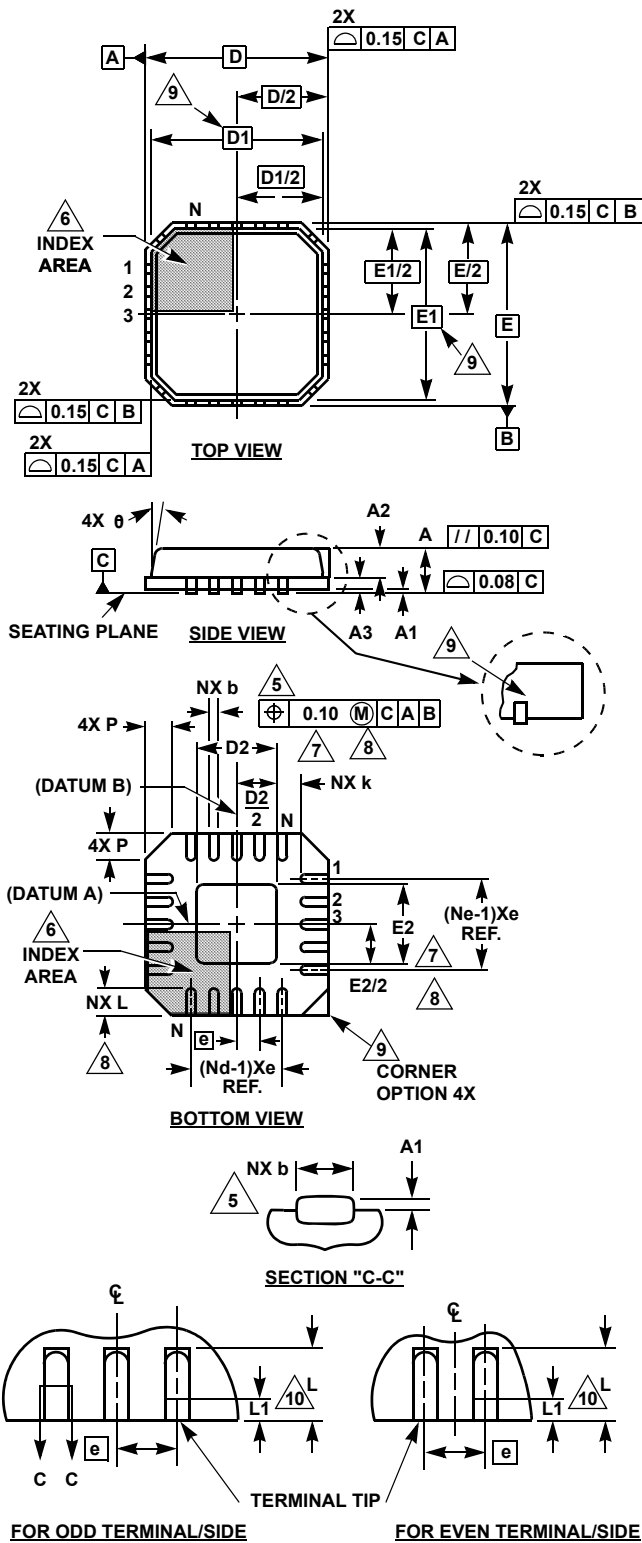 2X
⌓ 0.15 C A
A
D
D/2
9
D1
D1/2
2X
⌓ 0.15 C B
6
INDEX
AREA
N
1
2
3
E1/2
E/2
E1
E
9
2X
⌓ 0.15 C B
2X
⌓ 0.15 C A
B
TOP VIEW
4X θ
A2
A
// 0.10 C
C
⌓ 0.08 C
SEATING PLANE
SIDE VIEW
A3
A1
9
NX b
5
⌖ 0.10 Ⓜ C A B
4X P
D2
7
8
(DATUM B)
D2
2
N
NX k
4X P
1
2
3
(DATUM A)
(Ne-1)Xe
REF.
6
INDEX
AREA
E2
7
E2/2
8
NX L
8
N
e
(Nd-1)Xe
REF.
9
CORNER
OPTION 4X
BOTTOM VIEW
NX b
A1
5
SECTION "C-C"
℄
℄
10
L
L1
10
L
L1
e
C
C
e
TERMINAL TIP
FOR ODD TERMINAL/SIDE
FOR EVEN TERMINAL/SIDE